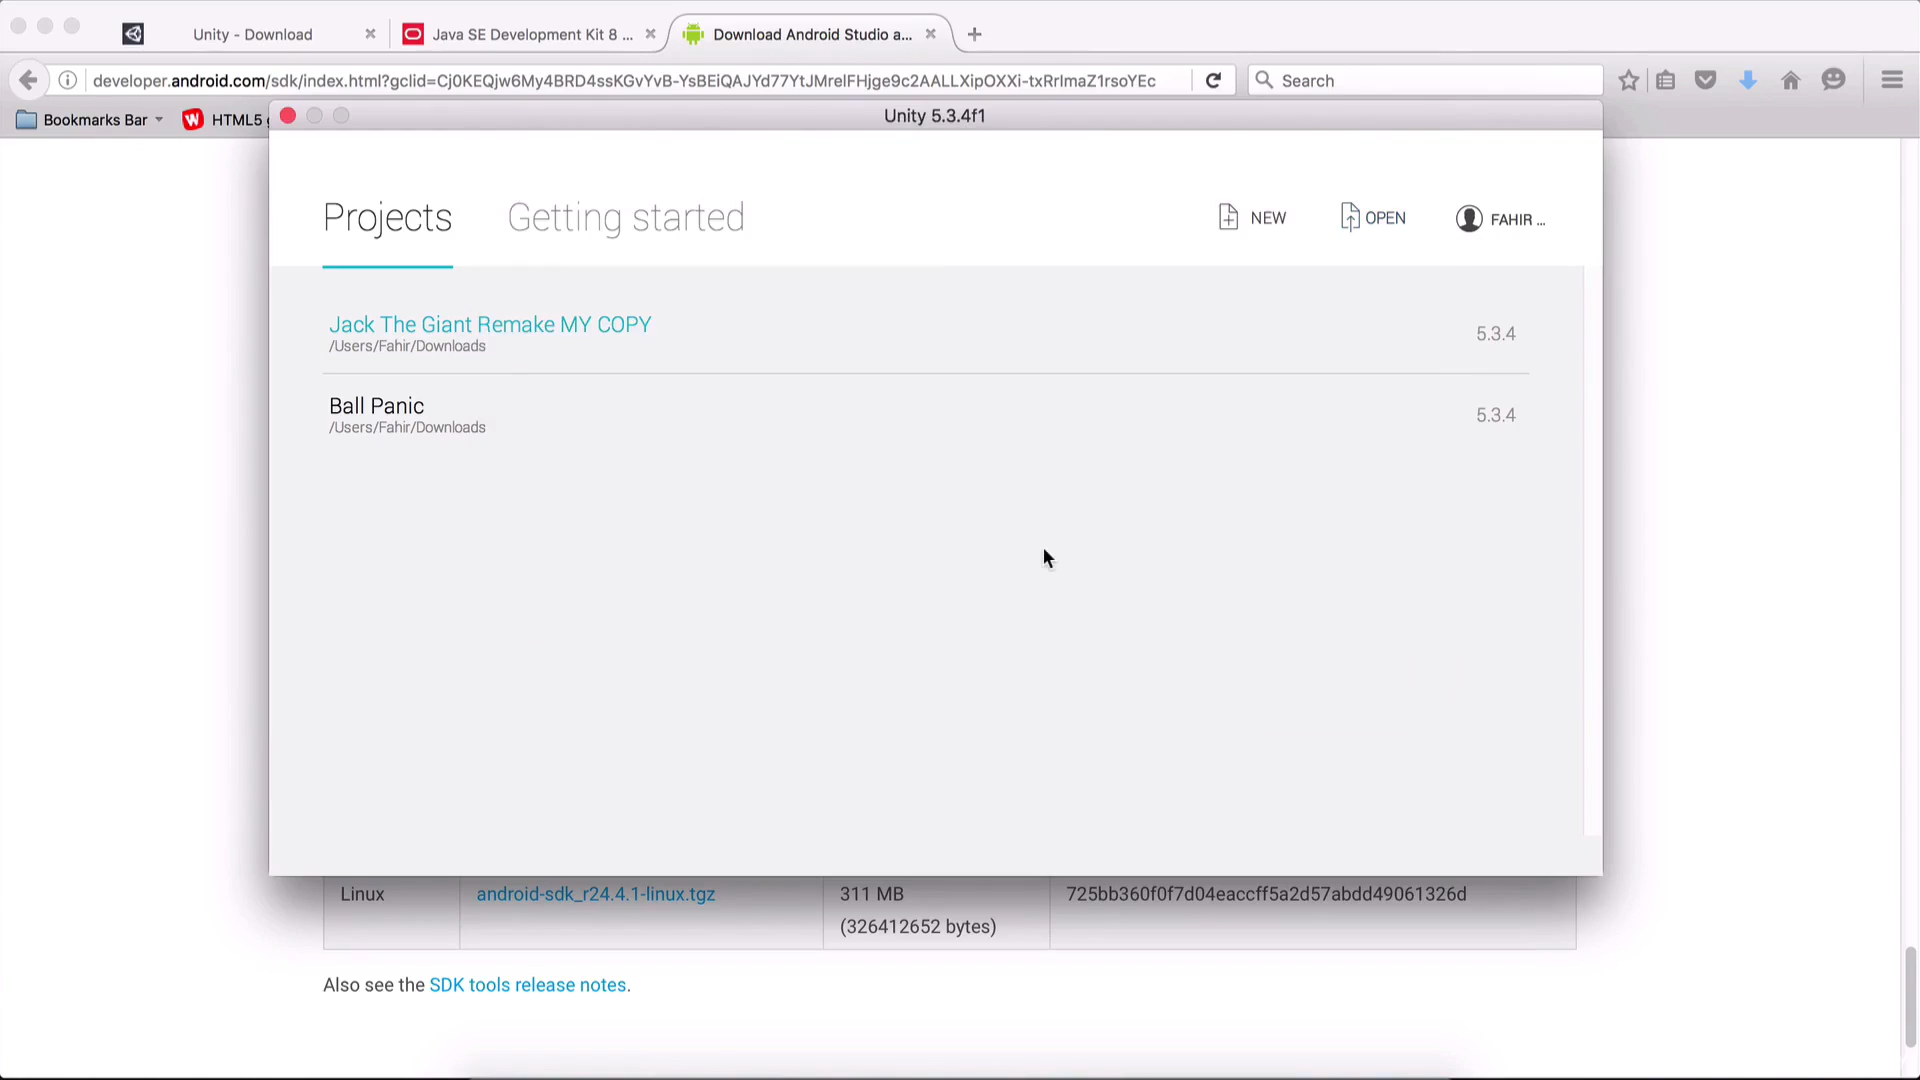 Unity - Download
Java SE Development Kit 8 ...
Download Android Studio a...
developer.android.com/sdk/index.html?gclid=Cj0KEQjw6My4BRD4ssKGvYvB-YsBEiQAJYd77YtJMrelFHjge9c2AALLXipOXXi-txRrImaZ1rsoYEc
Search
Bookmarks Bar
HTML5
Unity 5.3.4f1
Projects
Getting started
NEW
OPEN
FAHIR ...
Jack The Giant Remake MY COPY
/Users/Fahir/Downloads
5.3.4
Ball Panic
/Users/Fahir/Downloads
5.3.4
Linux
android-sdk_r24.4.1-linux.tgz
311 MB
(326412652 bytes)
725bb360f0f7d04eaccff5a2d57abdd49061326d
Also see the SDK tools release notes.